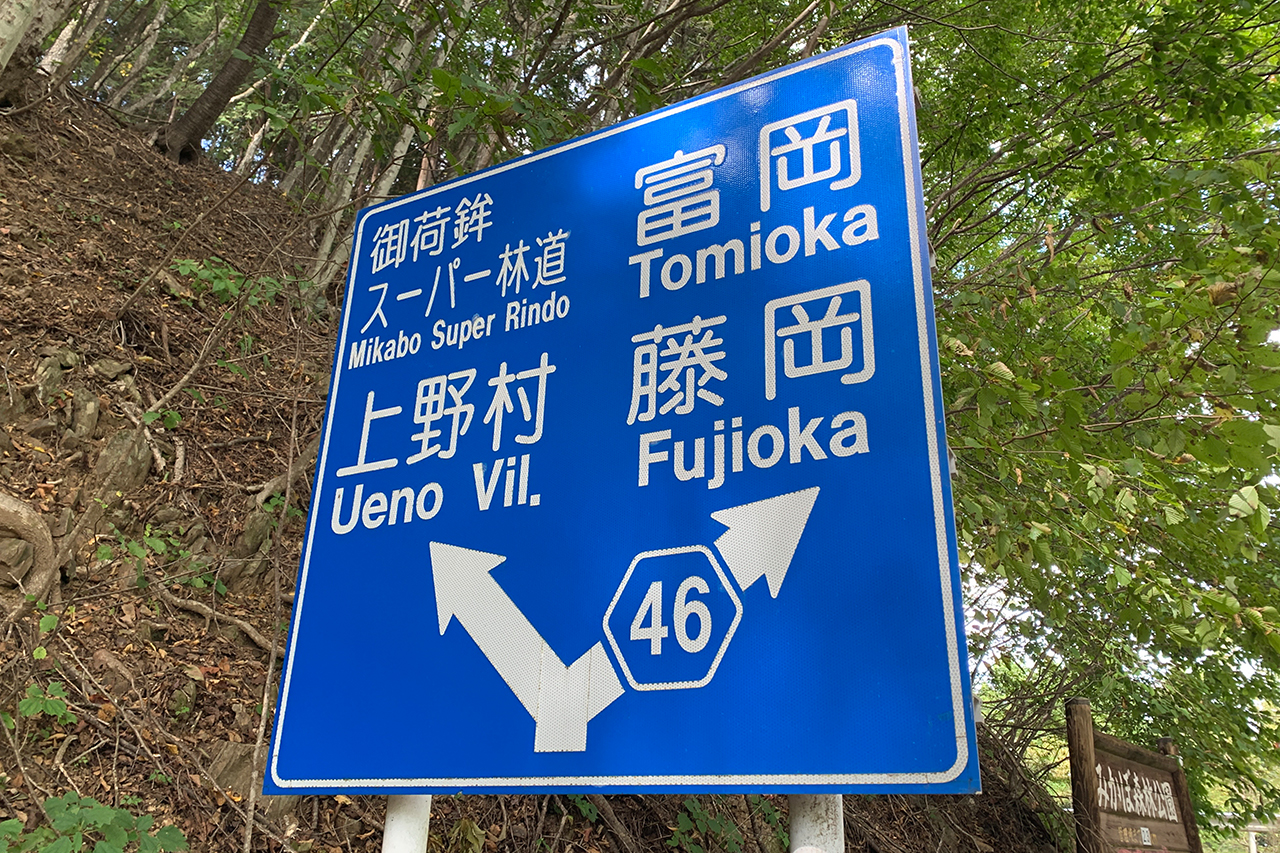 御荷鉾
スーパー林道
Mikabo Super Rindo
上野村
Ueno Vil.
富岡
Tomioka
藤岡
Fujioka
46
みかぼ森林公園